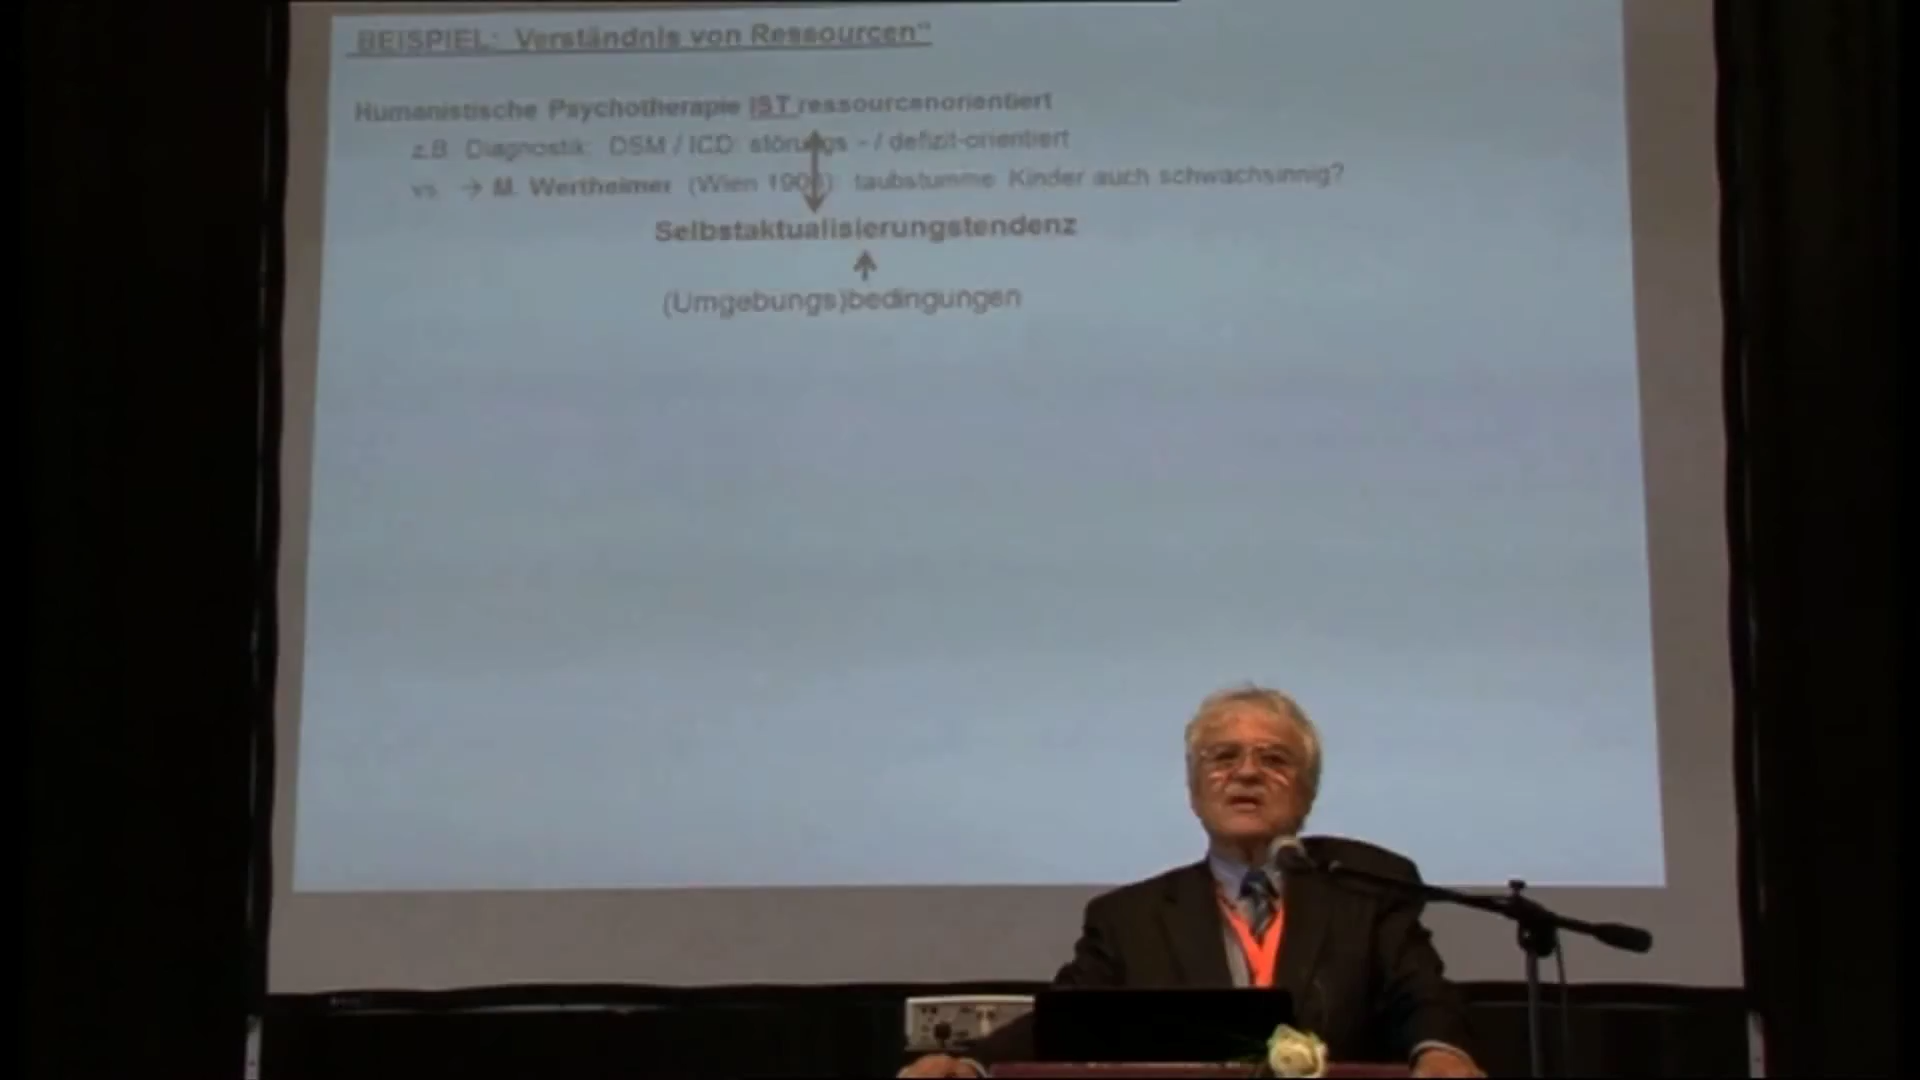 BEISPIEL: Verständnis von Ressourcen"
Humanistische Psychotherapie IST ressourcenorientiert
z.B. Diagnostik: DSM / ICD: störungs - / defizit-orientiert
vs. → M. Wertheimer (Wien taubstumme Kinder auch schwachsinnig?
Selbstaktualisierungstendenz
(Umgebungs)bedingungen